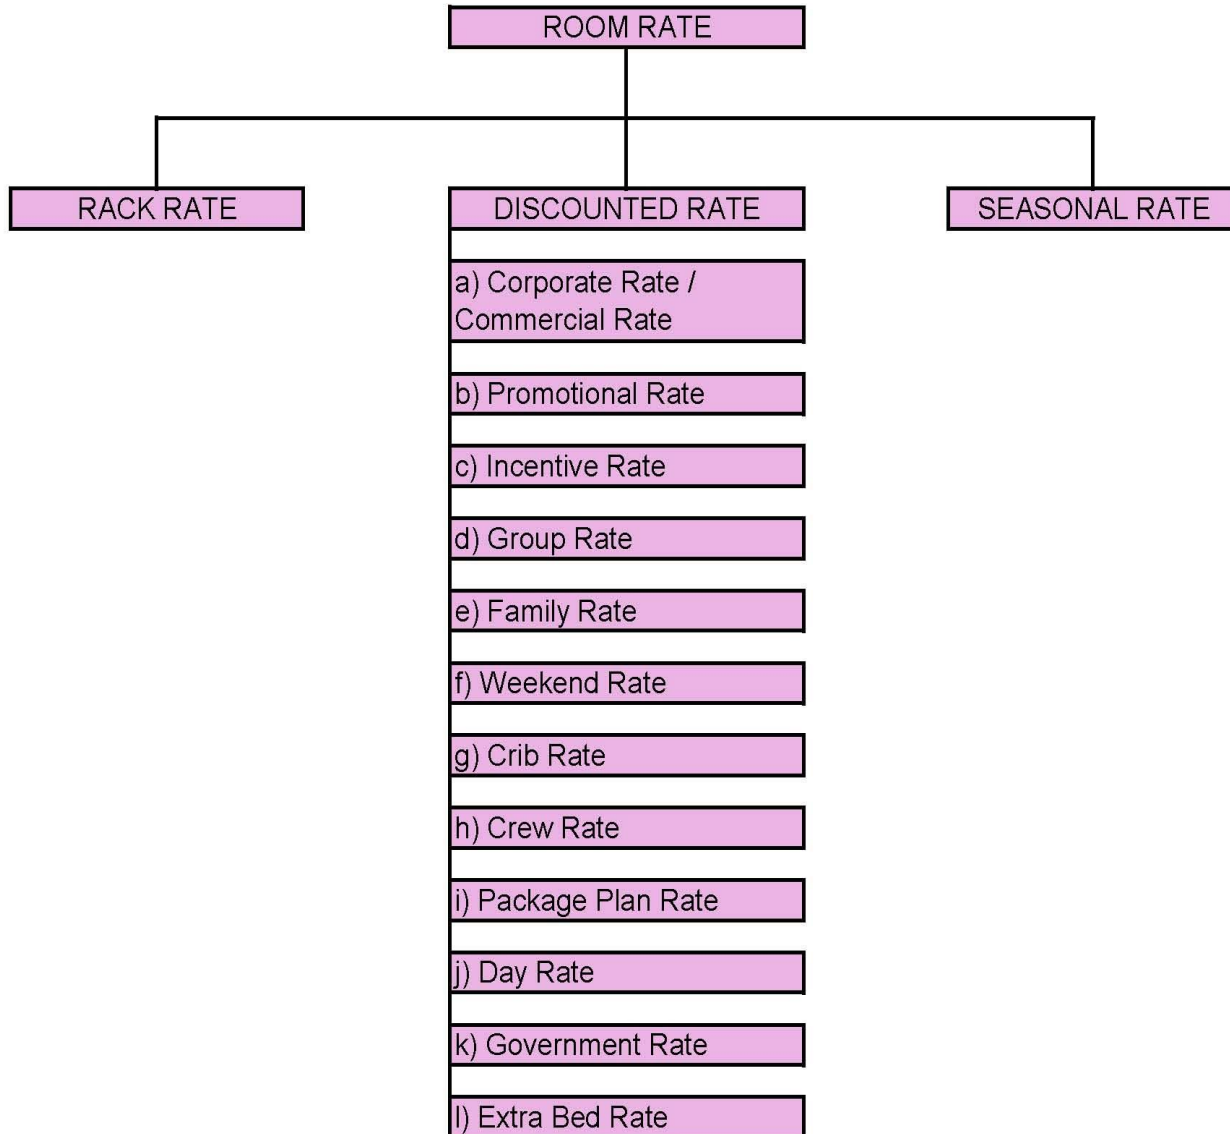 ROOM RATE
RACK RATE
DISCOUNTED RATE
SEASONAL RATE
a) Corporate Rate /
Commercial Rate
b) Promotional Rate
c) Incentive Rate
d) Group Rate
e) Family Rate
f) Weekend Rate
g) Crib Rate
h) Crew Rate
i) Package Plan Rate
j) Day Rate
k) Government Rate
l) Extra Bed Rate